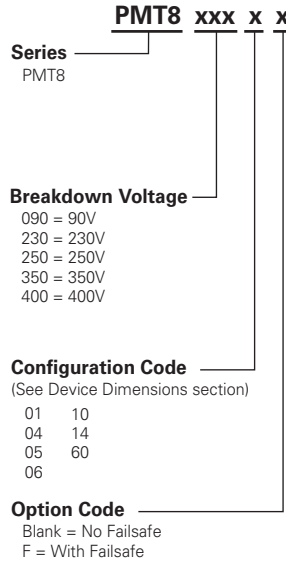 PMT8 xxx x x
Series
PMT8
Breakdown Voltage
090 = 90V
230 = 230V
250 = 250V
350 = 350V
400 = 400V
Configuration Code
(See Device Dimensions section)
01 10
04 14
05 60
06
Option Code
Blank = No Failsafe
F = With Failsafe